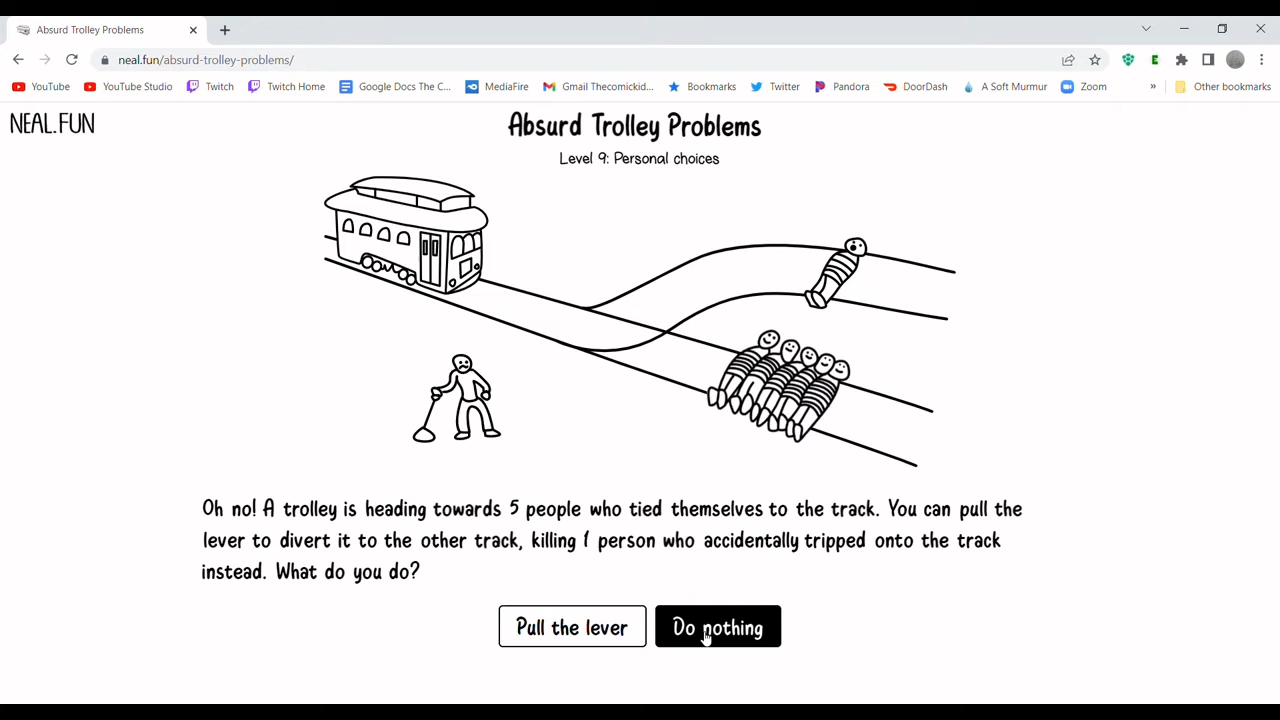 Absurd Trolley Problems
neal.fun/absurd-trolley-problems/
YouTube YouTube Studio Twitch Twitch Home Google Docs The C... MediaFire Gmail Thecomickid... Bookmarks Twitter Pandora DoorDash A Soft Murmur Zoom » Other bookmarks
NEAL.FUN
Absurd Trolley Problems
Level 9: Personal choices
Oh no! A trolley is heading towards 5 people who tied themselves to the track. You can pull the
lever to divert it to the other track, killing 1 person who accidentally tripped onto the track
instead. What do you do?
Pull the lever Do nothing